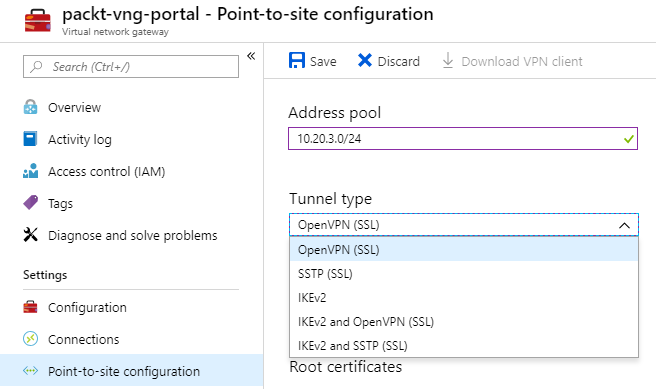 packt-vng-portal - Point-to-site configuration
Virtual network gateway
Search (Ctrl+/)
«
Overview
Activity log
Access control (IAM)
Tags
Diagnose and solve problems
Settings
Configuration
Connections
Point-to-site configuration
Save
Discard
Download VPN client
Address pool
10.20.3.0/24
Tunnel type
OpenVPN (SSL)
OpenVPN (SSL)
SSTP (SSL)
IKEv2
IKEv2 and OpenVPN (SSL)
IKEv2 and SSTP (SSL)
Root certificates